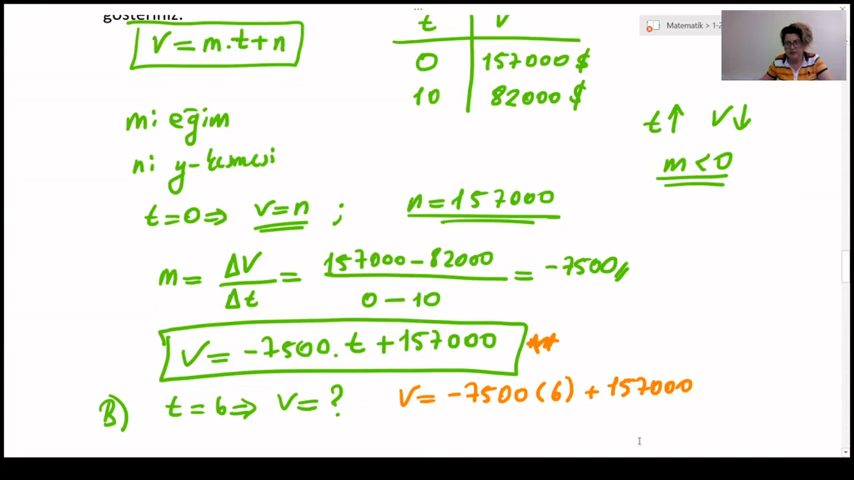 gösteriniz.
V = m.t+n
t V
0 157000$
10 82000$
t↑ V↓
m<0
m: eğim
n: y-kesmesi
t=0⇒ V=n ; n=157000
m = ΔV/Δt = 157000-82000/0-10 = -7500
V= -7500.t+157000 **
B) t=6⇒ V=? V= -7500(6)+157000
Matematik > 1-2